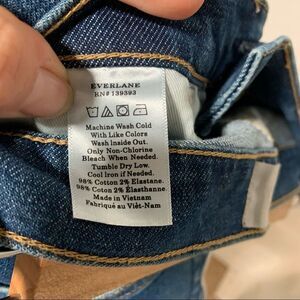 EVERLANE
RN# 139393
Machine Wash Cold
With Like Colors
Wash Inside Out.
Only Non-Chlorine
Bleach When Needed.
Tumble Dry Low.
Cool Iron if Needed.
98% Cotton 2% Elastane.
98% Cotton 2% Élasthanne.
Made in Vietnam
Fabriqué au Viêt-Nam